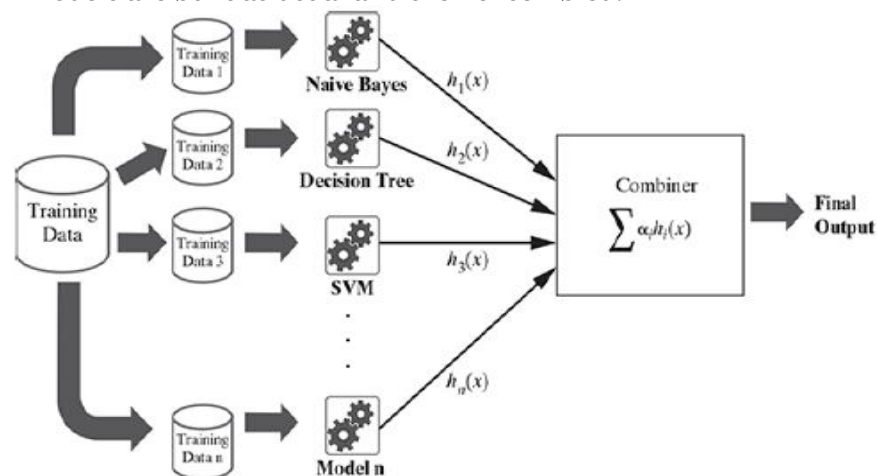 Training
Data 1
Naive Bayes
h₁(x)
Training
Data 2
Decision Tree
h₂(x)
Training
Data
Training
Data 3
SVM
h₃(x)
Combiner
∑ αᵢhᵢ(x)
Final
Output
Training
Data n
Model n
hₙ(x)